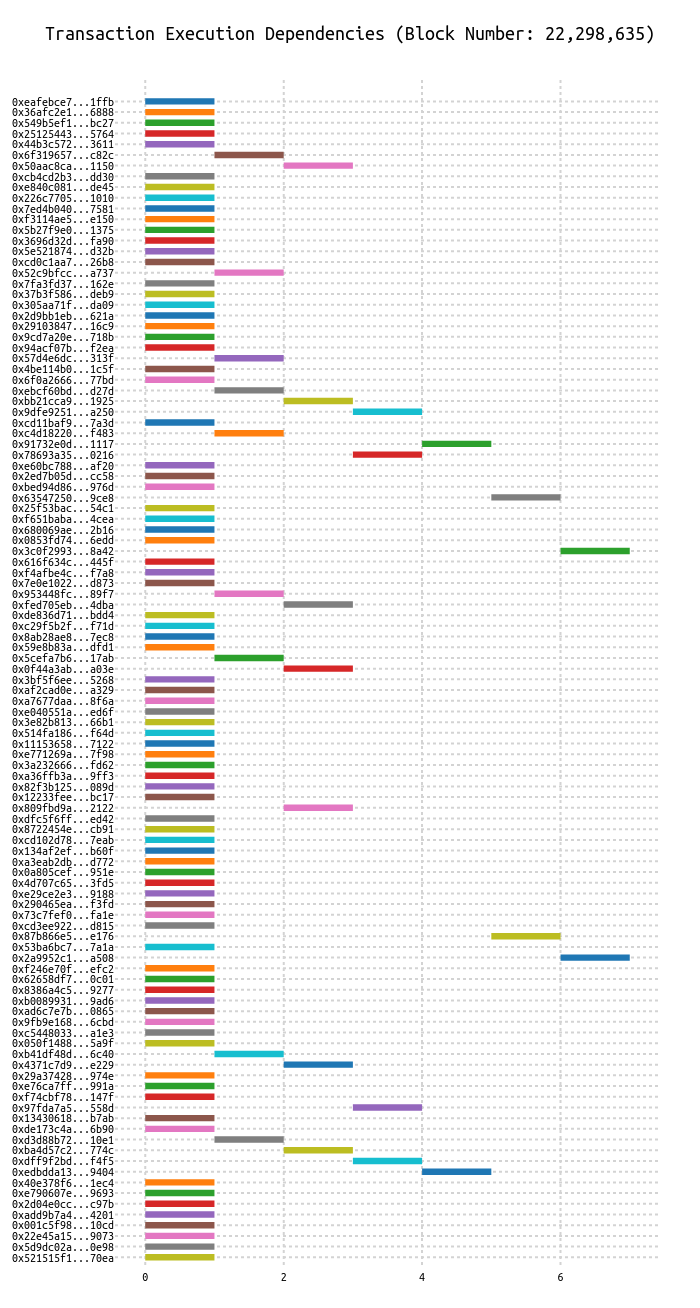 Transaction Execution Dependencies (Block Number: 22,298,635)
0xeafebce7...1ffb
0x36afc2e1...6888
0x549b5ef1...bc27
0x25125443...5764
0x44b3c572...3611
0x6f319657...c82c
0x50aac8ca...1150
0xcb4cd2b3...dd30
0xe840c081...de45
0x226c7705...1010
0x7ed4b040...7581
0xf3114ae5...e150
0x5b27f9e0...1375
0x3696d32d...fa90
0x5e521874...d32b
0xcd0c1aa7...26b8
0x52c9bfcc...a737
0x7fa3fd37...162e
0x37b3f586...deb9
0x305aa71f...da09
0x2d9bb1eb...621a
0x29103847...16c9
0x9cd7a20e...718b
0x94acf07b...f2ea
0x57d4e6dc...313f
0x4be114b0...1c5f
0x6f0a2666...77bd
0xebcf60bd...d27d
0xbb21cca9...1925
0x9dfe9251...a250
0xcd11baf9...7a3d
0xc4d18220...f483
0x91732e0d...1117
0x78693a35...0216
0xe60bc788...af20
0x2ed7b05d...cc58
0xbed94d86...976d
0x63547250...9ce8
0x25f53bac...54c1
0xf651baba...4cea
0x680069ae...2b16
0x0853fd74...6edd
0x3c0f2993...8a42
0x616f634c...445f
0xf4afbe4c...f7a8
0x7e0e1022...d873
0x953448fc...89f7
0xfed705eb...4dba
0xde836d71...bdd4
0xc29f5b2f...f71d
0x8ab28ae8...7ec8
0x59e8b83a...dfd1
0x5cefa7b6...17ab
0x0f44a3ab...a03e
0x3bf5f6ee...5268
0xaf2cad0e...a329
0xa7677daa...8f6a
0xe040551a...ed6f
0x3e82b813...66b1
0x514fa186...f64d
0x11153658...7122
0xe771269a...7f98
0x3a232666...fd62
0xa36ffb3a...9ff3
0x82f3b125...089d
0x12233fee...bc17
0x809fbd9a...2122
0xdfc5f6ff...ed42
0x8722454e...cb91
0xcd102d78...7eab
0x134af2ef...b60f
0xa3eab2db...d772
0x0a805cef...951e
0x4d707c65...3fd5
0xe29ce2e3...9188
0x290465ea...f3fd
0x73c7fef0...fa1e
0xcd3ee922...d815
0x87b866e5...e176
0x53ba6bc7...7a1a
0x2a9952c1...a508
0xf246e70f...efc2
0x62658df7...0c01
0x8386a4c5...9277
0xb0089931...9ad6
0xad6c7e7b...0865
0x9fb9e168...6cbd
0xc5448033...a1e3
0x050f1488...5a9f
0xb41df48d...6c40
0x4371c7d9...e229
0x29a37428...974e
0xe76ca7ff...991a
0xf74cbf78...147f
0x97fda7a5...558d
0x13430618...b7ab
0xde173c4a...6b90
0xd3d88b72...10e1
0xba4d57c2...774c
0xdff9f2bd...f4f5
0xedbdda13...9404
0x40e378f6...1ec4
0xe790607e...9693
0x2d04e0cc...c97b
0xadd9b7a4...4201
0x001c5f98...10cd
0x22e45a15...9073
0x5d9dc02a...0e98
0x521515f1...70ea
0 2 4 6